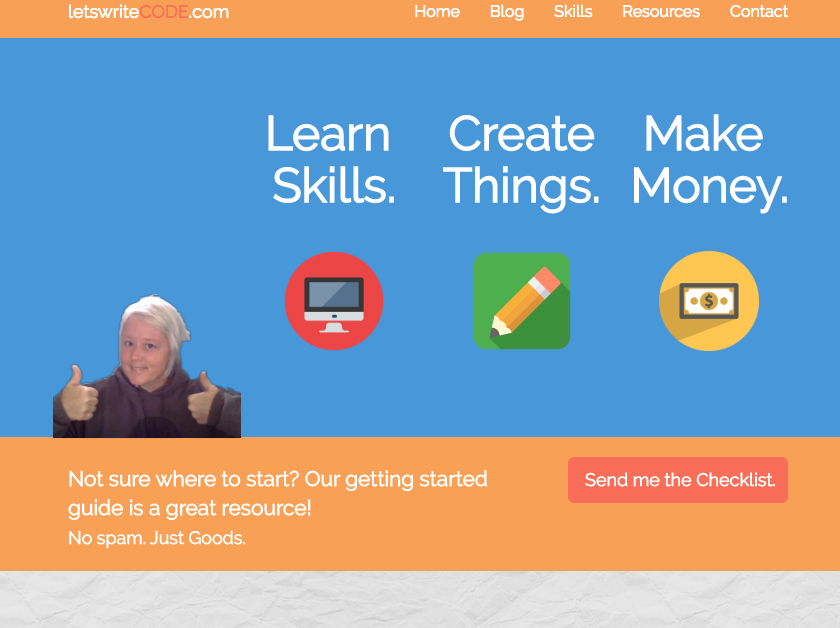 letswriteCODE.com
Home Blog Skills Resources Contact
Learn
Skills.
Create
Things.
Make
Money.
$
Not sure where to start? Our getting started
guide is a great resource!
No spam. Just Goods.
Send me the Checklist.